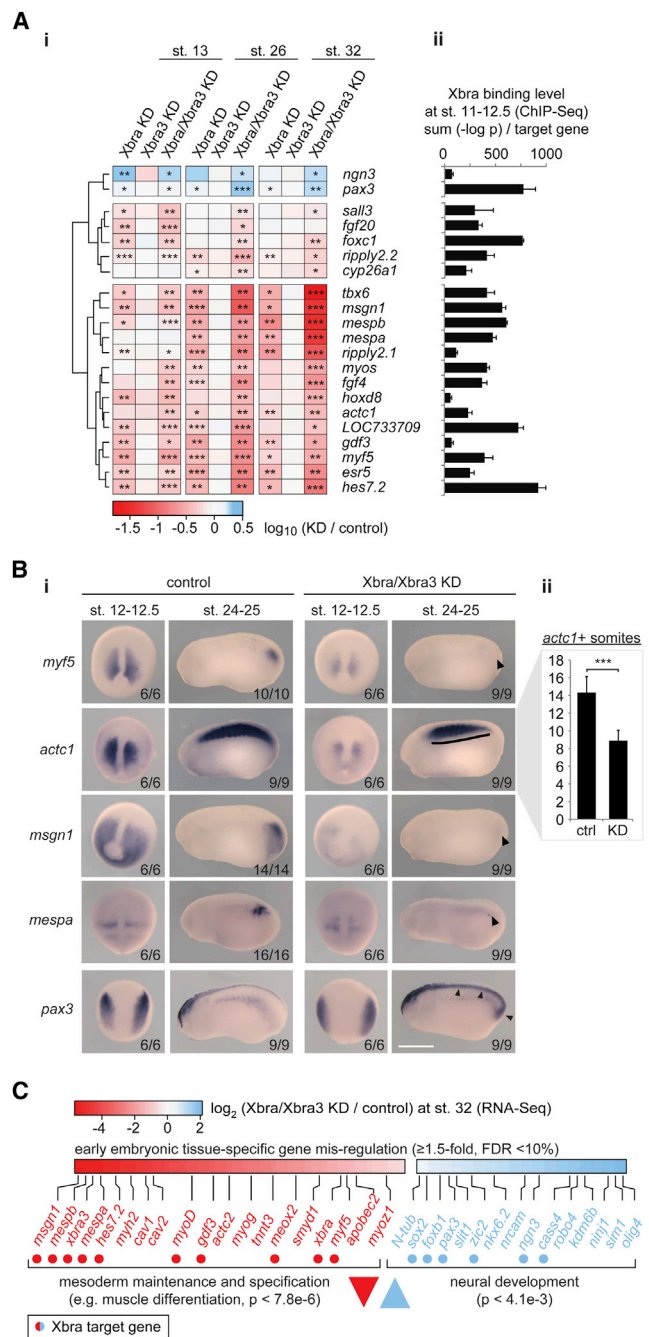 A
i
ii
st. 13
st. 26
st. 32
Xbra KD
Xbra3 KD
Xbra/Xbra3 KD
Xbra KD
Xbra3 KD
Xbra/Xbra3 KD
Xbra KD
Xbra3 KD
Xbra/Xbra3 KD
Xbra binding level
at st. 11-12.5 (ChIP-Seq)
sum (-log p) / target gene
0 500 1000
** * * ngn3
* * * *** ** pax3
* ** ** * sall3
** *** * fgf20
** ** ** ** foxc1
*** *** ** *** ** * ripply2.2
* ** * cyp26a1
* ** ** ** * *** tbx6
** ** *** ** * *** msgn1
* *** ** ** ** *** mespb
** ** ** *** mespa
** * *** ** *** ripply2.1
** ** ** *** myos
** *** ** *** fgf4
** ** *** hoxd8
** * ** ** ** actc1
** *** *** *** * LOC733709
** * ** ** * ** gdf3
** ** *** *** * ** myf5
** ** *** ** ** esr5
** *** *** ** * *** hes7.2
-1.5 -1 -0.5 0 0.5
log10 (KD / control)
B
i
control
Xbra/Xbra3 KD
ii
st. 12-12.5 st. 24-25 st. 12-12.5 st. 24-25
myf5
6/6 10/10 6/6 9/9
actc1
6/6 9/9 6/6 9/9
msgn1
6/6 14/14 6/6 9/9
mespa
6/6 16/16 6/6 9/9
pax3
6/6 9/9 6/6 9/9
actc1+ somites
***
18
16
14
12
10
8
6
4
2
0
ctrl KD
C
-4 -2 0 2
log2 (Xbra/Xbra3 KD / control) at st. 32 (RNA-Seq)
early embryonic tissue-specific gene mis-regulation (≥1.5-fold, FDR <10%)
msgn1
mespb
xbra3
mespa
hes7.2
myh2
cav1
cav2
myoD
gdf3
actc2
myog
tnnt3
meox2
smyd1
xbra
myf5
apobec2
myoz1
N-tub
sox2
foxb1
pax3
slit1
zic2
nkx6.2
nrcam
ngn3
cass4
robo4
kdm6b
nim1
sim1
olig4
mesoderm maintenance and specification
(e.g. muscle differentiation, p < 7.8e-6)
neural development
(p < 4.1e-3)
Xbra target gene